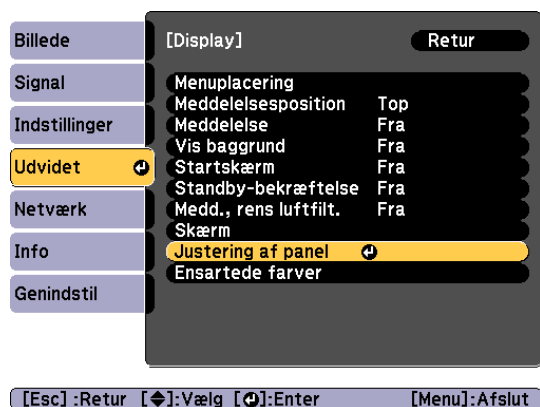 Billede
Signal
Indstillinger
Udvidet
Netværk
Info
Genindstil
[Display] Retur
Menuplacering
Meddelelsesposition Top
Meddelelse Fra
Vis baggrund Fra
Startskærm Fra
Standby-bekræftelse Fra
Medd., rens luftfilt. Fra
Skærm
Justering af panel
Ensartede farver
[Esc] :Retur [ ]:Vælg [ ]:Enter [Menu]:Afslut